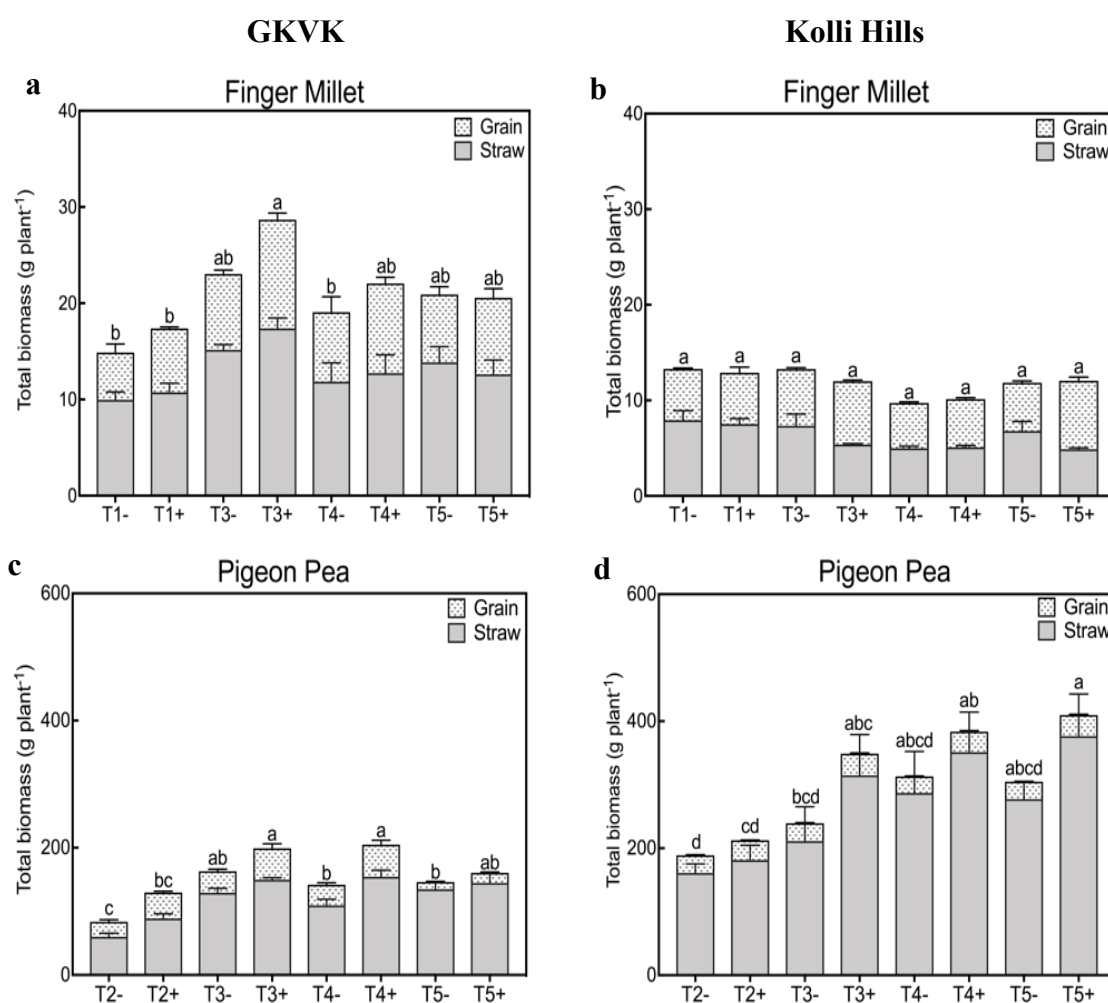 GKVK
Kolli Hills
a
Finger Millet
Grain
Straw
Total biomass (g plant⁻¹)
40
30
20
10
0
b
b
ab
a
b
ab
ab
ab
T1- T1+ T3- T3+ T4- T4+ T5- T5+
b
Finger Millet
Grain
Straw
Total biomass (g plant⁻¹)
40
30
20
10
0
a
a
a
a
a
a
a
a
T1- T1+ T3- T3+ T4- T4+ T5- T5+
c
Pigeon Pea
Grain
Straw
Total biomass (g plant⁻¹)
600
400
200
0
c
bc
ab
a
b
a
b
ab
T2- T2+ T3- T3+ T4- T4+ T5- T5+
d
Pigeon Pea
Grain
Straw
Total biomass (g plant⁻¹)
600
400
200
0
d
cd
bcd
abc
abcd
ab
abcd
a
T2- T2+ T3- T3+ T4- T4+ T5- T5+